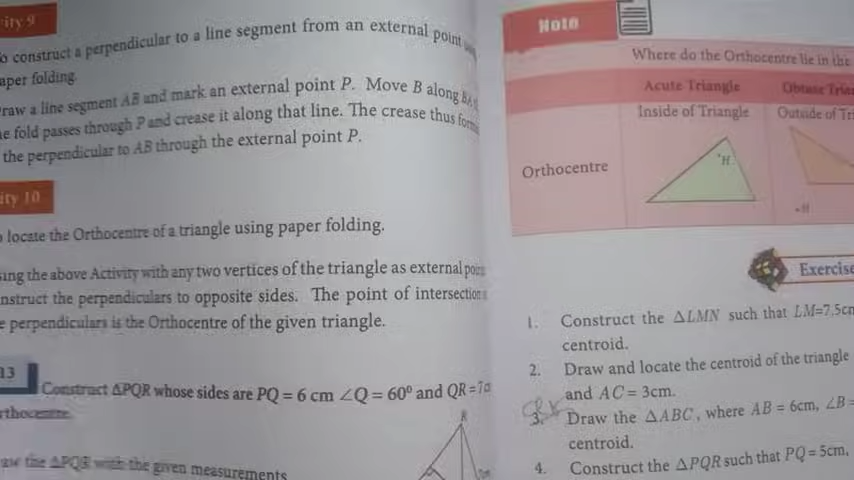 ity 9
o construct a perpendicular to a line segment from an external point
aper folding.
raw a line segment AB and mark an external point P. Move B along BA
e fold passes through P and crease it along that line. The crease thus
the perpendicular to AB through the external point P.
ity 10
locate the Orthocentre of a triangle using paper folding.
sing the above Activity with any two vertices of the triangle as external
nstruct the perpendiculars to opposite sides. The point of intersection
e perpendiculars is the Orthocentre of the given triangle.
13
Construct ΔPQR whose sides are PQ = 6 cm ∠Q = 60° and QR = 7
rthocentre
aw the ΔPQR with the given measurements
R
Note
Where do the Orthocentre lie in the
Acute Triangle Obtuse Trian
Inside of Triangle Outside of Tri
Orthocentre
H
H
Exercise
1. Construct the ΔLMN such that LM=7.5cm
centroid.
2. Draw and locate the centroid of the triangle
and AC = 3cm.
3. Draw the ΔABC, where AB = 6cm, ∠B =
centroid.
4. Construct the ΔPQR such that PQ = 5cm,